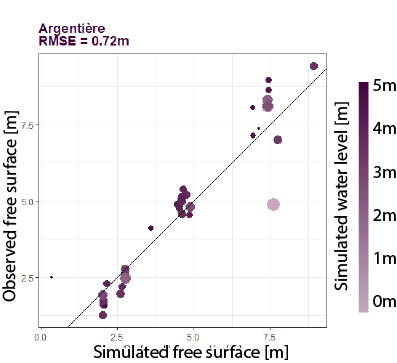 Argentière
RMSE = 0.72m
Observed free surface [m]
7.5
5.0
2.5
0.0 2.5 5.0 7.5
Simulated free surface [m]
Simulated water level [m]
5m
4m
3m
2m
1m
0m